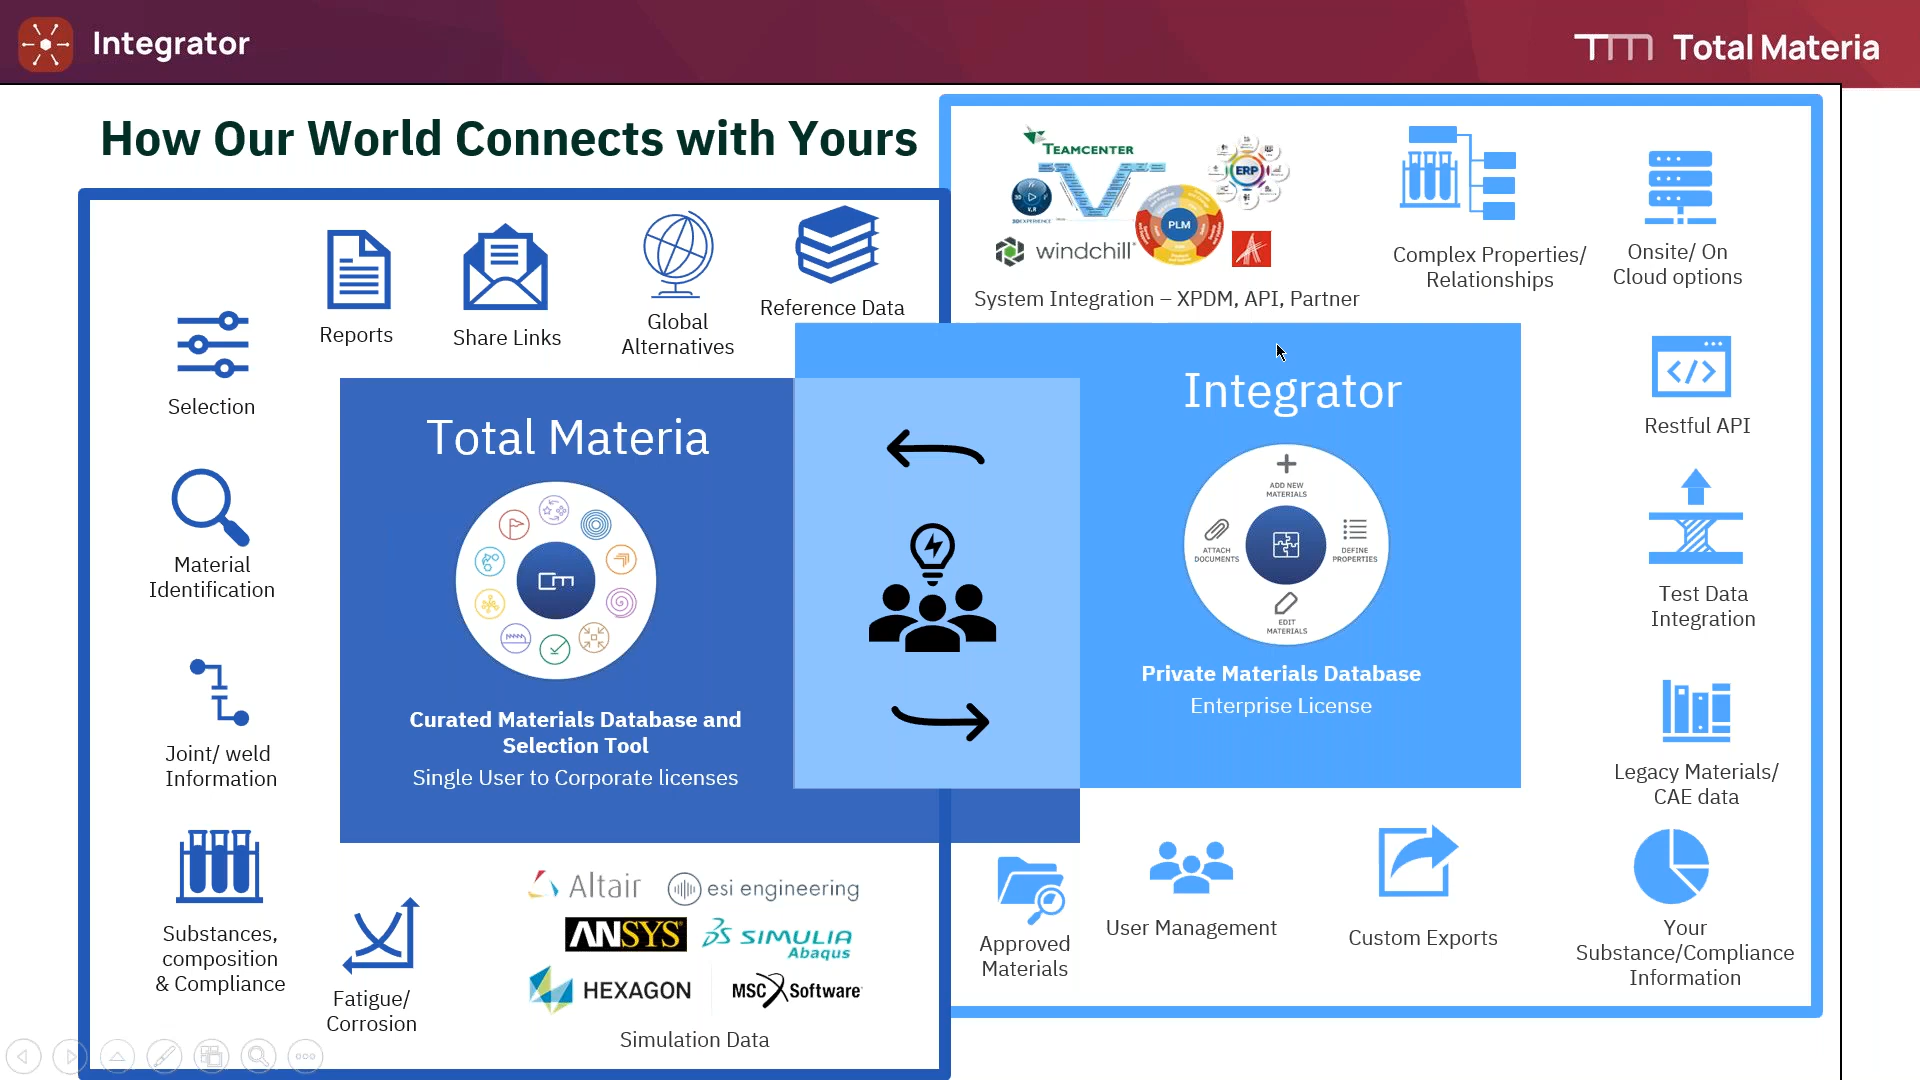 Integrator
Total Materia
How Our World Connects with Yours
Reports
Share Links
Global
Alternatives
Reference Data
Selection
Material
Identification
Joint/ weld
Information
Substances,
composition
& Compliance
Fatigue/
Corrosion
Total Materia
Curated Materials Database and
Selection Tool
Single User to Corporate licenses
Altair
esi engineering
ANSYS
SIMULIA
Abaqus
HEXAGON
MSC Software
Simulation Data
TEAMCENTER
ERP
3DEXPERIENCE
PLM
windchill
System Integration – XPDM, API, Partner
Complex Properties/
Relationships
Onsite/ On
Cloud options
Integrator
ADD NEW
MATERIALS
ATTACH
DOCUMENTS
DEFINE
PROPERTIES
EDIT
MATERIALS
Private Materials Database
Enterprise License
Restful API
Test Data
Integration
Legacy Materials/
CAE data
Approved
Materials
User Management
Custom Exports
Your
Substance/Compliance
Information